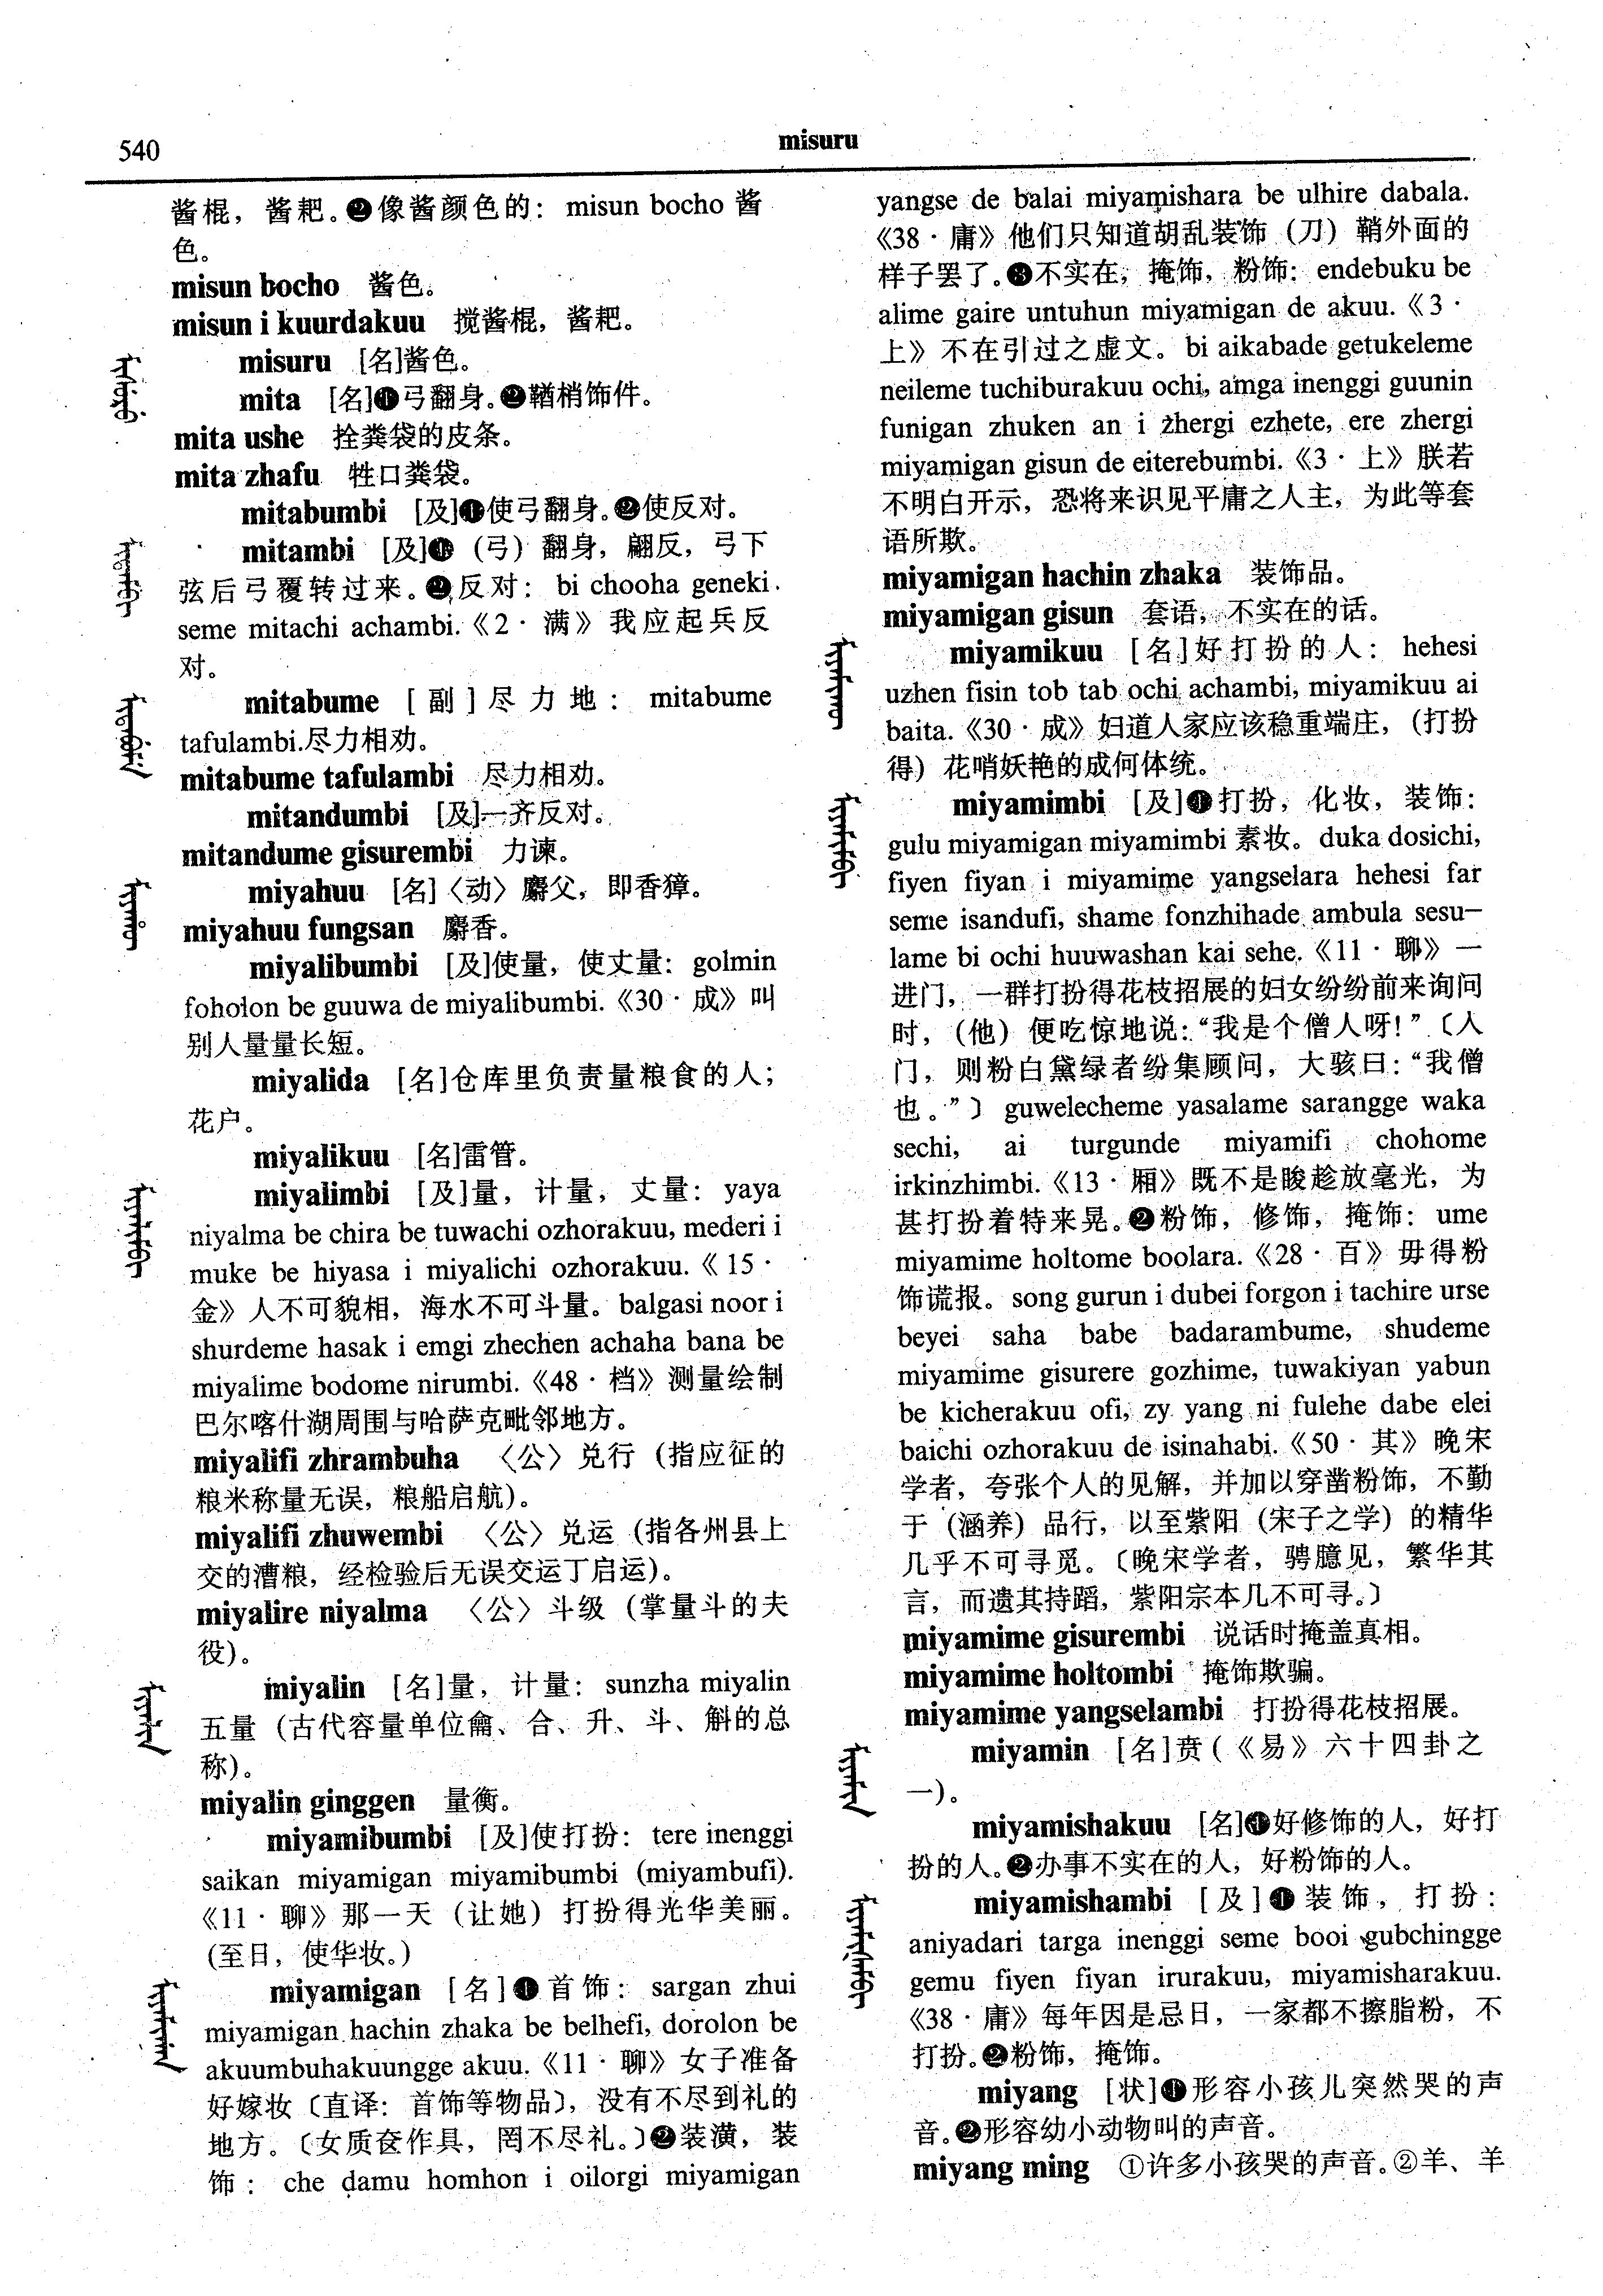 540
misuru
酱棍，酱耙。❷像酱颜色的：misun bocho 酱
色。
misun bocho 酱色。
misun i kuurdakuu 搅酱棍，酱耙。
misuru [名]酱色。
mita [名]❶弓翻身。❷鞧梢饰件。
mita ushe 拴粪袋的皮条。
mita zhafu 牲口粪袋。
mitabumbi [及]❶使弓翻身。❷使反对。
mitambi [及]❶（弓）翻身，翩反，弓下
弦后弓覆转过来。❷反对：bi chooha geneki
seme mitachi achambi.《2·满》我应起兵反
对。
mitabume [副]尽力地：mitabume
tafulambi.尽力相劝。
mitabume tafulambi 尽力相劝。
mitandumbi [及]一齐反对。
mitandume gisurembi 力谏。
miyahuu [名]〈动〉麝父，即香獐。
miyahuu fungsan 麝香。
miyalibumbi [及]使量，使丈量：golmin
foholon be guuwa de miyalibumbi.《30·成》叫
别人量量长短。
miyalida [名]仓库里负责量粮食的人；
花户。
miyalikuu [名]雷管。
miyalimbi [及]量，计量，丈量：yaya
niyalma be chira be tuwachi ozhorakuu, mederi i
muke be hiyasa i miyalichi ozhorakuu.《15·
金》人不可貌相，海水不可斗量。balgasi noor i
shurdeme hasak i emgi zhechen achaha bana be
miyalime bodome nirumbi.《48·档》测量绘制
巴尔喀什湖周围与哈萨克毗邻地方。
miyalifi zhrambuha 〈公〉兑行（指应征的
粮米称量无误，粮船启航）。
miyalifi zhuwembi 〈公〉兑运（指各州县上
交的漕粮，经检验后无误交运丁启运）。
miyalire niyalma 〈公〉斗级（掌量斗的夫
役）。
miyalin [名]量，计量：sunzha miyalin
五量（古代容量单位龠、合、升、斗、斛的总
称）。
miyalin ginggen 量衡。
miyamibumbi [及]使打扮：tere inenggi
saikan miyamigan miyamibumbi (miyambufi).
《11·聊》那一天（让她）打扮得光华美丽。
（至日，使华妆。）
miyamigan [名]❶首饰：sargan zhui
miyamigan hachin zhaka be belhefi, dorolon be
akuumbuhakuungge akuu.《11·聊》女子准备
好嫁妆〔直译：首饰等物品〕，没有不尽到礼的
地方。〔女质奁作具，罔不尽礼。〕❷装潢，装
饰：che damu homhon i oilorgi miyamigan
yangse de balai miyamishara be ulhire dabala.
《38·庸》他们只知道胡乱装饰（刀）鞘外面的
样子罢了。❸不实在，掩饰，粉饰：endebuku be
alime gaire untuhun miyamigan de akuu.《3·
上》不在引过之虚文。bi aikabade getukeleme
neileme tuchiburakuu ochi, amga inenggi guunin
funigan zhuken an i zhergi ezhete, ere zhergi
miyamigan gisun de eiterebumbi.《3·上》朕若
不明白开示，恐将来识见平庸之人主，为此等套
语所欺。
miyamigan hachin zhaka 装饰品。
miyamigan gisun 套语，不实在的话。
miyamikuu [名]好打扮的人：hehesi
uzhen fisin tob tab ochi achambi, miyamikuu ai
baita.《30·成》妇道人家应该稳重端庄，（打扮
得）花哨妖艳的成何体统。
miyamimbi [及]❶打扮，化妆，装饰：
gulu miyamigan miyamimbi 素妆。duka dosichi,
fiyen fiyan i miyamime yangselara hehesi far
seme isandufi, shame fonzhihade ambula sesu—
lame bi ochi huuwashan kai sehe.《11·聊》一
进门，一群打扮得花枝招展的妇女纷纷前来询问
时，（他）便吃惊地说：“我是个僧人呀！”〔入
门，则粉白黛绿者纷集顾问，大骇曰：“我僧
也。”〕guwelecheme yasalame sarangge waka
sechi, ai turgunde miyamifi chohome
irkinzhimbi.《13·厢》既不是睃趁放毫光，为
甚打扮着特来晃。❷粉饰，修饰，掩饰：ume
miyamime holtome boolara.《28·百》毋得粉
饰谎报。song gurun i dubei forgon i tachire urse
beyei saha babe badarambume, shudeme
miyamime gisurere gozhime, tuwakiyan yabun
be kicherakuu ofi, zy yang ni fulehe dabe elei
baichi ozhorakuu de isinahabi.《50·其》晚宋
学者，夸张个人的见解，并加以穿凿粉饰，不勤
于（涵养）品行，以至紫阳（宋子之学）的精华
几乎不可寻觅。〔晚宋学者，骋臆见，繁华其
言，而遗其持蹈，紫阳宗本几不可寻。〕
miyamime gisurembi 说话时掩盖真相。
miyamime holtombi 掩饰欺骗。
miyamime yangselambi 打扮得花枝招展。
miyamin [名]贲（《易》六十四卦之
一）。
miyamishakuu [名]❶好修饰的人，好打
扮的人。❷办事不实在的人，好粉饰的人。
miyamishambi [及]❶装饰，打扮：
aniyadari targa inenggi seme booi gubchingge
gemu fiyen fiyan irurakuu, miyamisharakuu.
《38·庸》每年因是忌日，一家都不擦脂粉，不
打扮。❷粉饰，掩饰。
miyang [状]❶形容小孩儿突然哭的声
音。❷形容幼小动物叫的声音。
miyang ming ①许多小孩哭的声音。②羊、羊